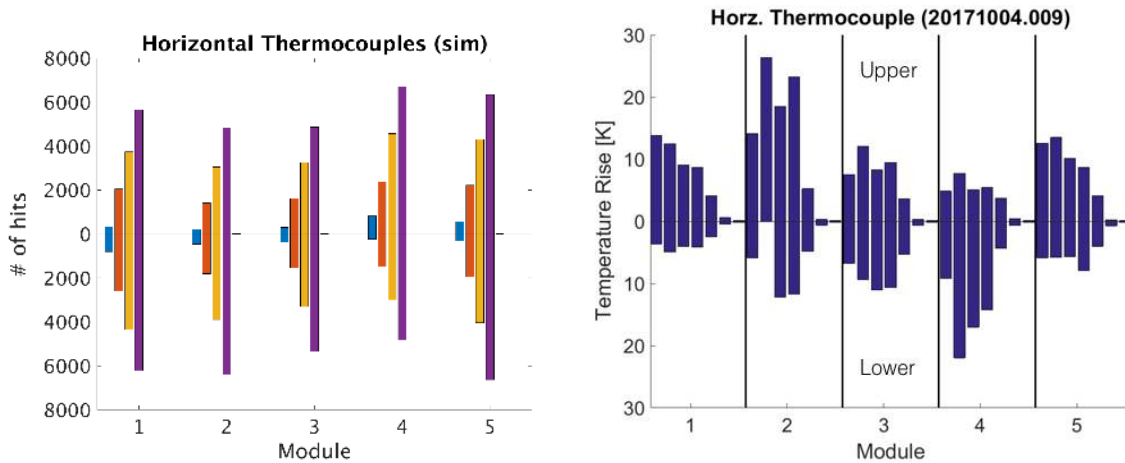 Horizontal Thermocouples (sim)
8000
6000
4000
2000
0
2000
4000
6000
8000
# of hits
1 2 3 4 5
Module
Horz. Thermocouple (20171004.009)
30
20
10
0
10
20
30
Temperature Rise [K]
Upper
Lower
1 2 3 4 5
Module